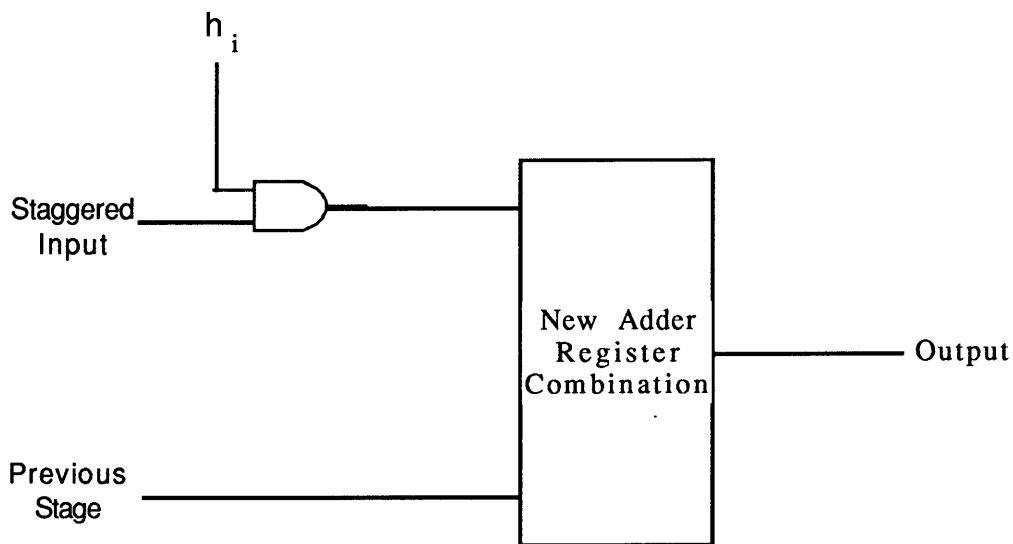 h i
Staggered
Input
New Adder
Register
Combination
Output
Previous
Stage